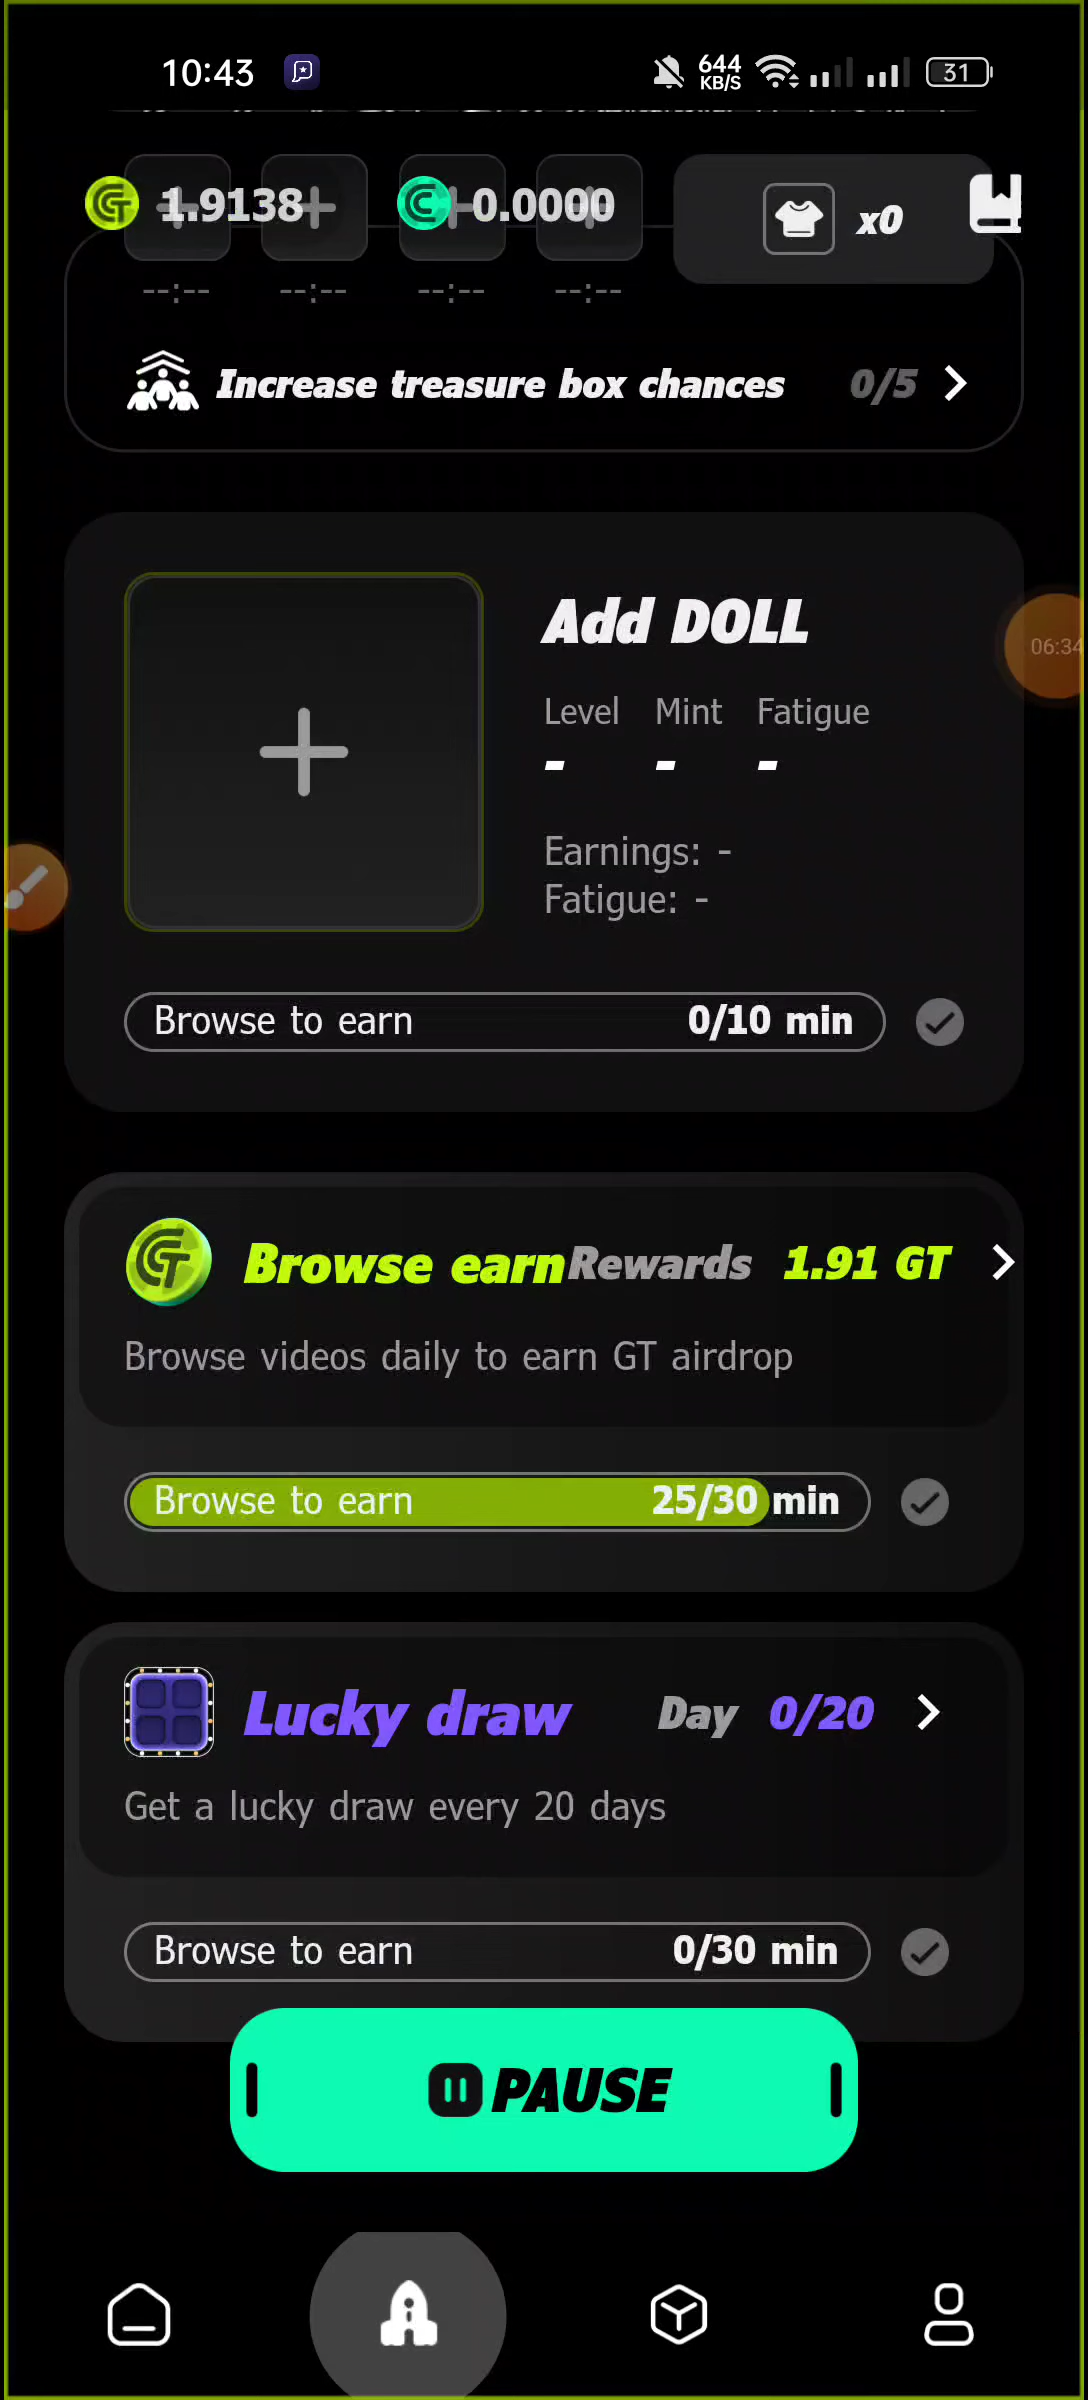 10:43
644
KB/S
31
1.9138
0.0000
x0
--:-- --:-- --:-- --:--
Increase treasure box chances 0/5
Add DOLL
Level Mint Fatigue
- - -
06:34
Earnings: -
Fatigue: -
Browse to earn 0/10 min
Browse earn Rewards 1.91 GT
Browse videos daily to earn GT airdrop
Browse to earn 25/30 min
Lucky draw Day 0/20
Get a lucky draw every 20 days
Browse to earn 0/30 min
PAUSE